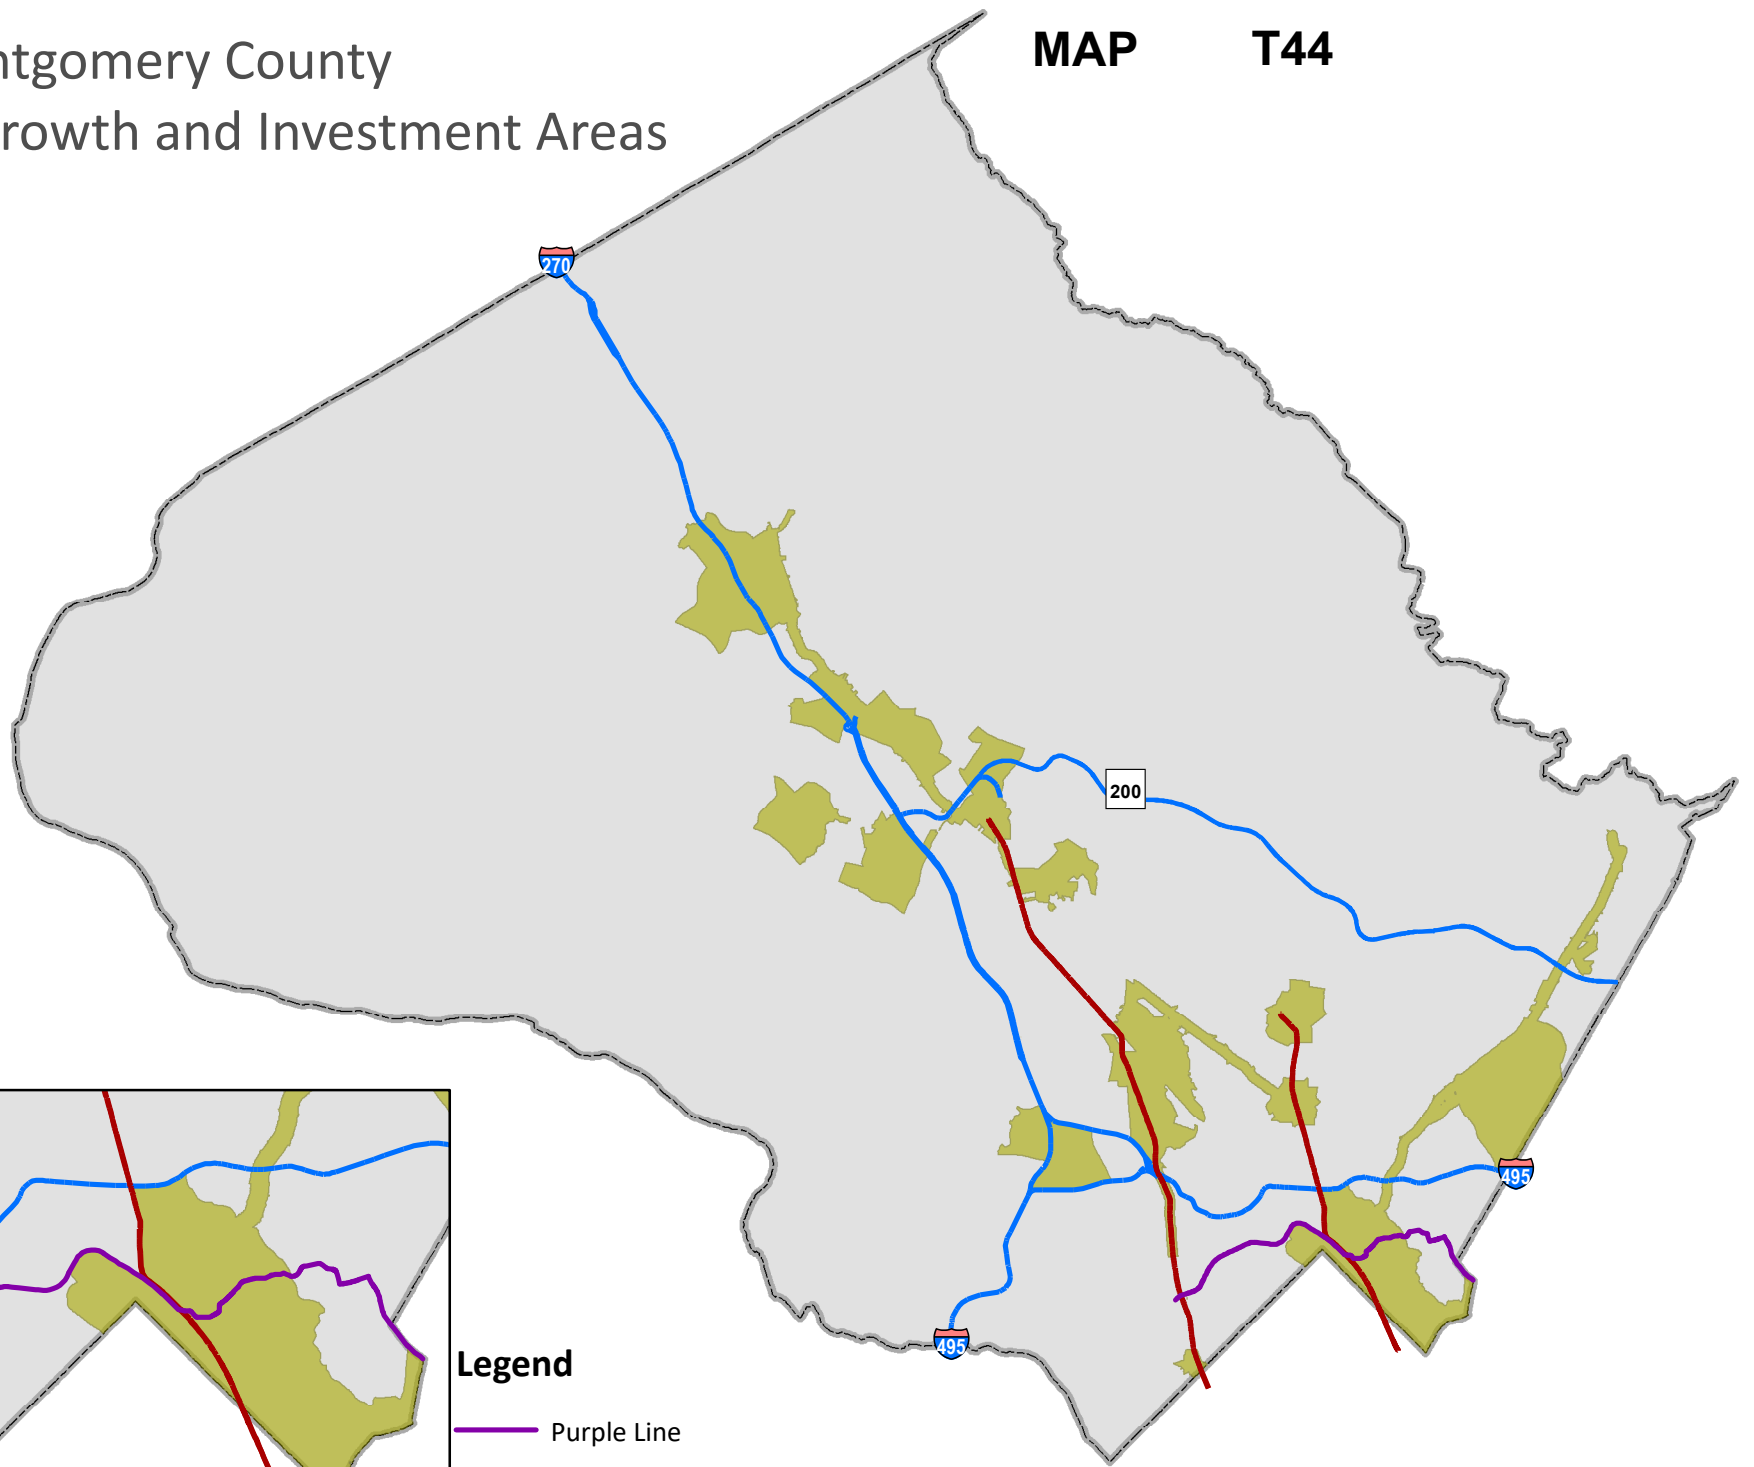 ntgomery County
rowth and Investment Areas
MAP T44
270
200
495
495
Legend
Purple Line